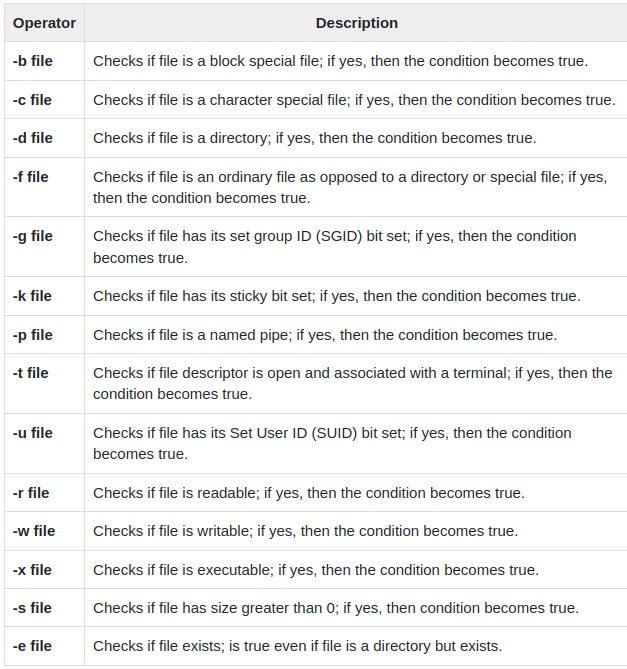 Operator Description
-b file Checks if file is a block special file; if yes, then the condition becomes true.
-c file Checks if file is a character special file; if yes, then the condition becomes true.
-d file Checks if file is a directory; if yes, then the condition becomes true.
-f file Checks if file is an ordinary file as opposed to a directory or special file; if yes,
then the condition becomes true.
-g file Checks if file has its set group ID (SGID) bit set; if yes, then the condition
becomes true.
-k file Checks if file has its sticky bit set; if yes, then the condition becomes true.
-p file Checks if file is a named pipe; if yes, then the condition becomes true.
-t file Checks if file descriptor is open and associated with a terminal; if yes, then the
condition becomes true.
-u file Checks if file has its Set User ID (SUID) bit set; if yes, then the condition
becomes true.
-r file Checks if file is readable; if yes, then the condition becomes true.
-w file Checks if file is writable; if yes, then the condition becomes true.
-x file Checks if file is executable; if yes, then the condition becomes true.
-s file Checks if file has size greater than 0; if yes, then condition becomes true.
-e file Checks if file exists; is true even if file is a directory but exists.